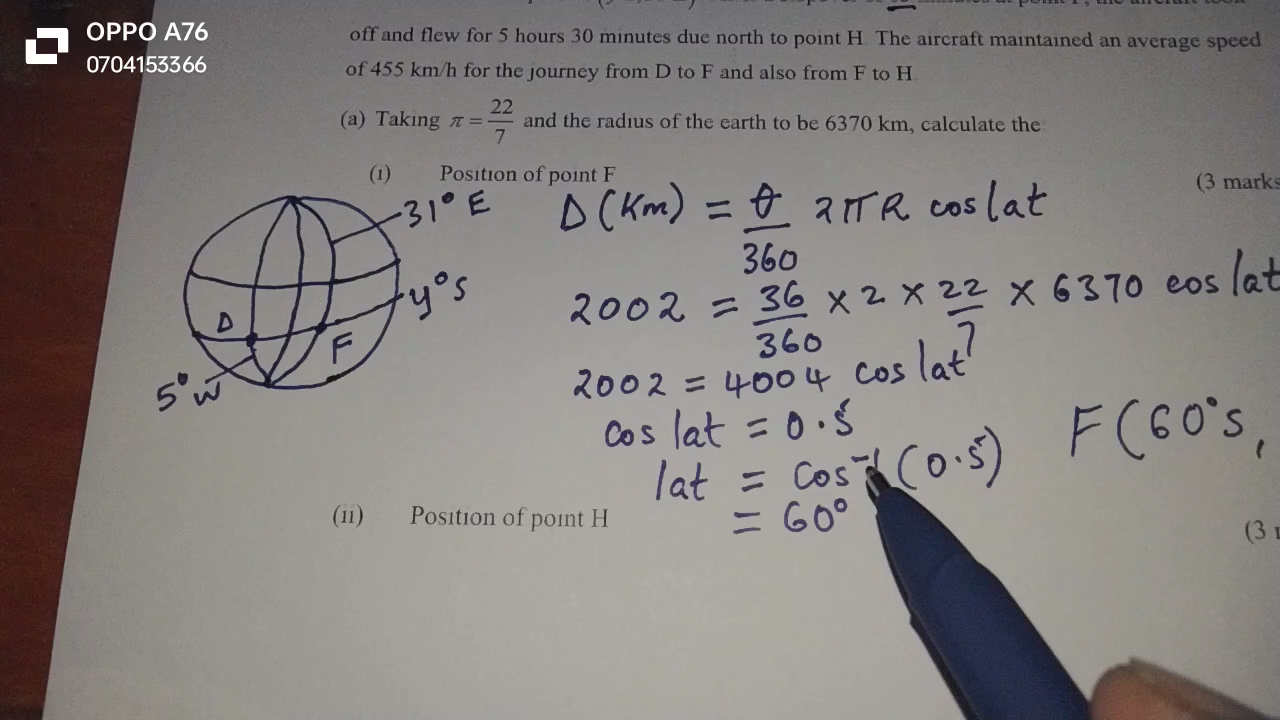 OPPO A76
0704153366
off and flew for 5 hours 30 minutes due north to point H The aircraft maintained an average speed
of 455 km/h for the journey from D to F and also from F to H
(a) Taking π = 22/7 and the radius of the earth to be 6370 km, calculate the
(i) Position of point F (3 marks
31° E
D (Km) = θ/360 2πR cos lat
y° S
D
F
5° W
2002 = 36/360 × 2 × 22/7 × 6370 cos lat
2002 = 4004 cos lat
cos lat = 0.5
lat = cos⁻¹ (0.5)
= 60°
F (60°S,
(ii) Position of point H (3